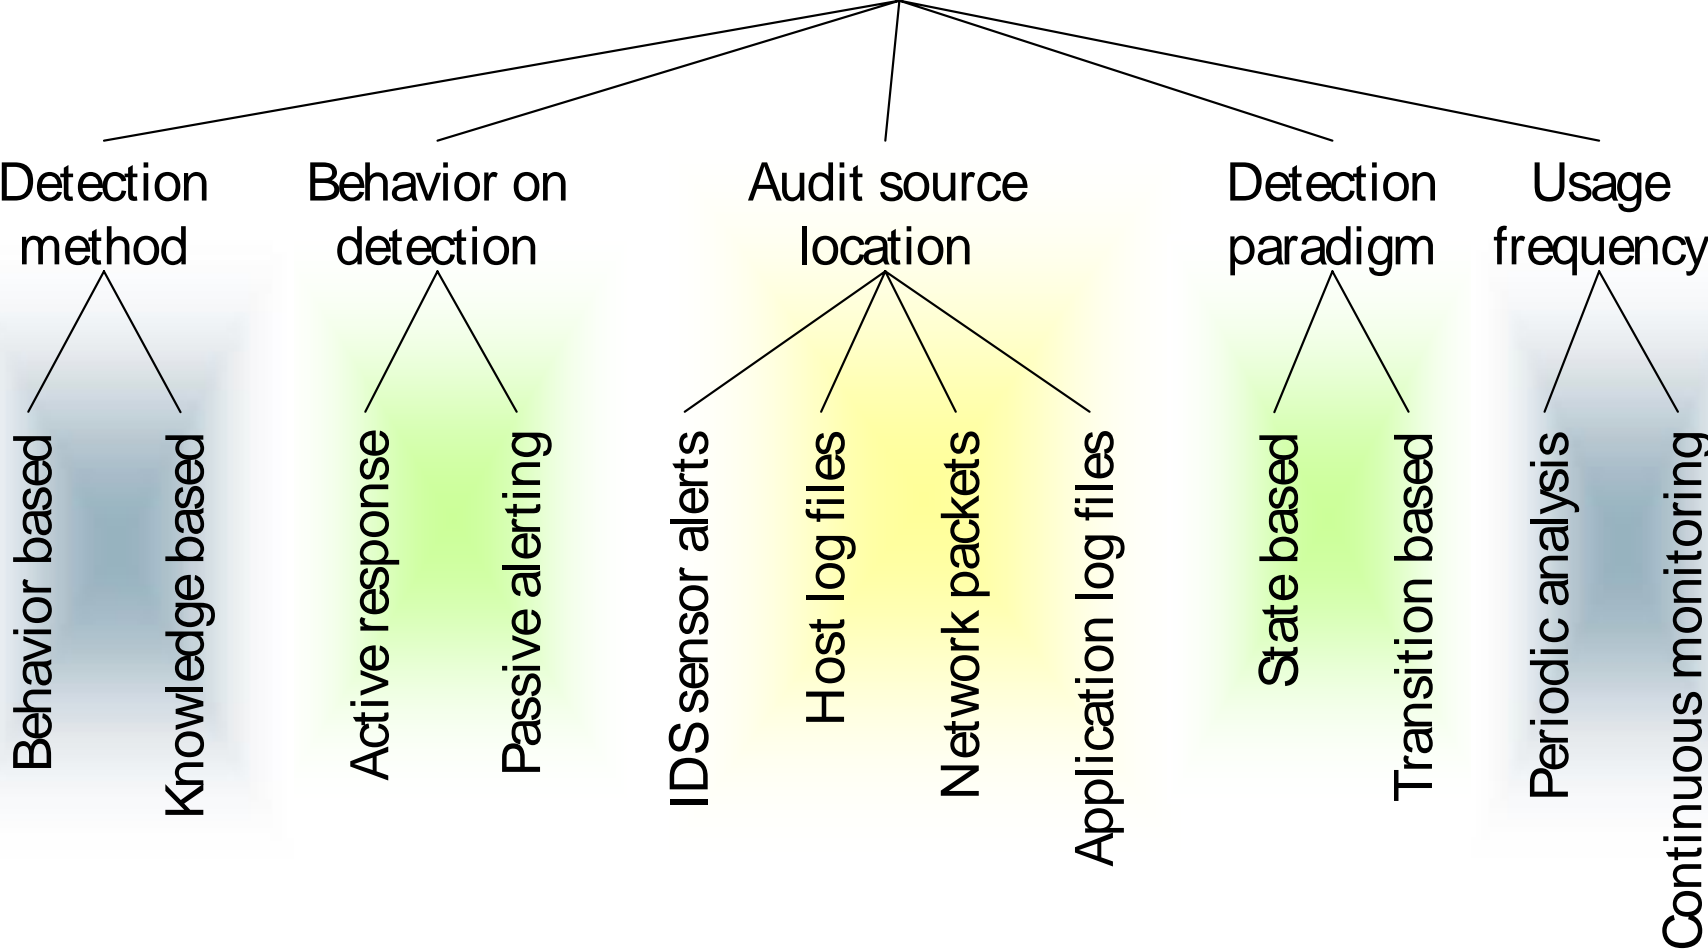 Detection
method
Behavior on
detection
Audit source
location
Detection
paradigm
Usage
frequency
Behavior based
Knowledge based
Active response
Passive alerting
IDS sensor alerts
Host log files
Network packets
Application log files
State based
Transition based
Periodic analysis
Continuous monitoring